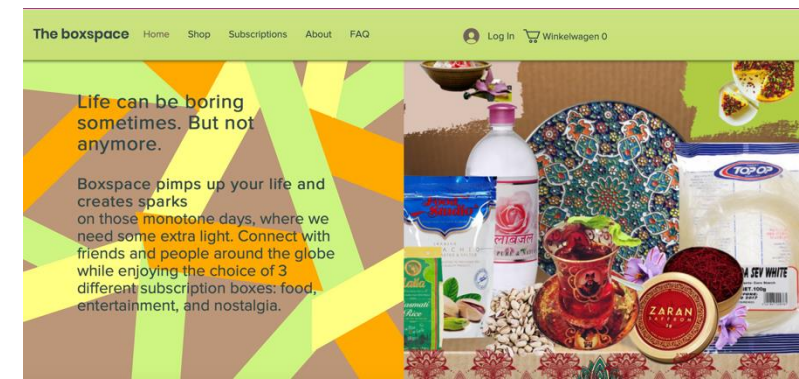 The boxspace
Home
Shop
Subscriptions
About
FAQ
Log In
Winkelwagen 0
Life can be boring
sometimes. But not
anymore.
Boxspace pimps up your life and
creates sparks
on those monotone days, where we
need some extra light. Connect with
friends and people around the globe
while enjoying the choice of 3
different subscription boxes: food,
entertainment, and nostalgia.
TOPOP
SEV WHITE
ZARAN
SAFFRON
Rice